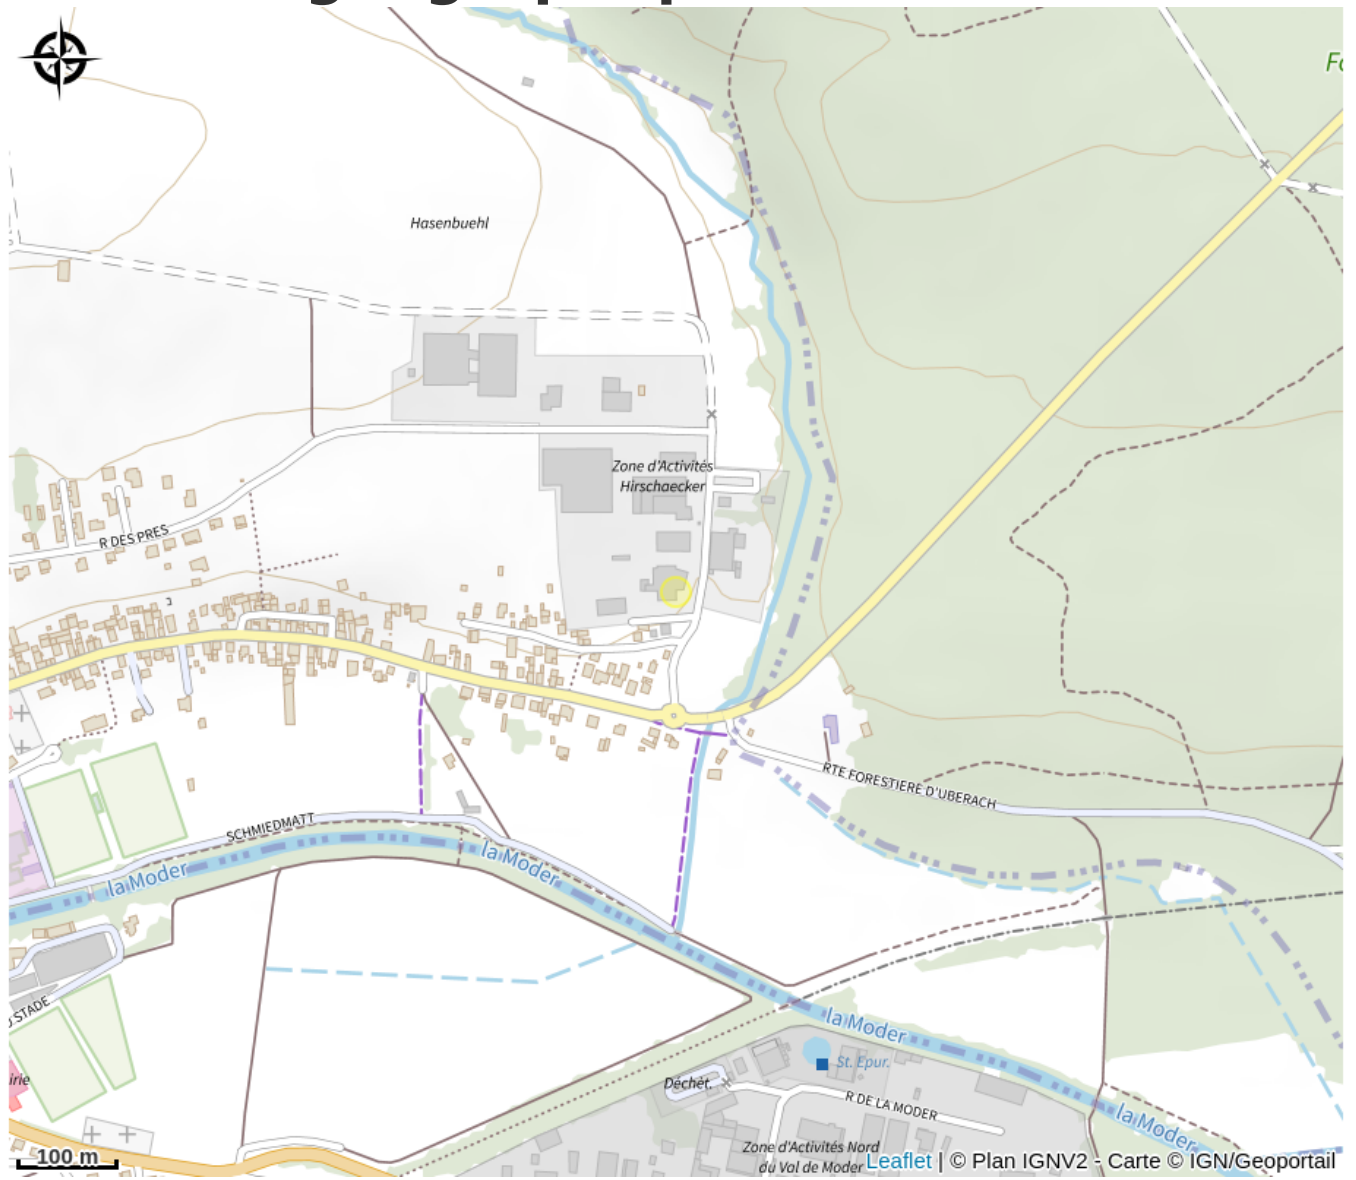 Hasenbuehl
Zone d'Activités
Hirschaecker
R DES PRES
RTE FORESTIERE D'UBERACH
SCHMIEDMATT
la Moder
la Moder
STADE
la Moder
St. Epur.
Déchèt.
R DE LA MODER
la Moder
Zone d'Activités Nord
du Val de Moder
100 m
Leaflet | © Plan IGNV2 - Carte © IGN/Geoportail